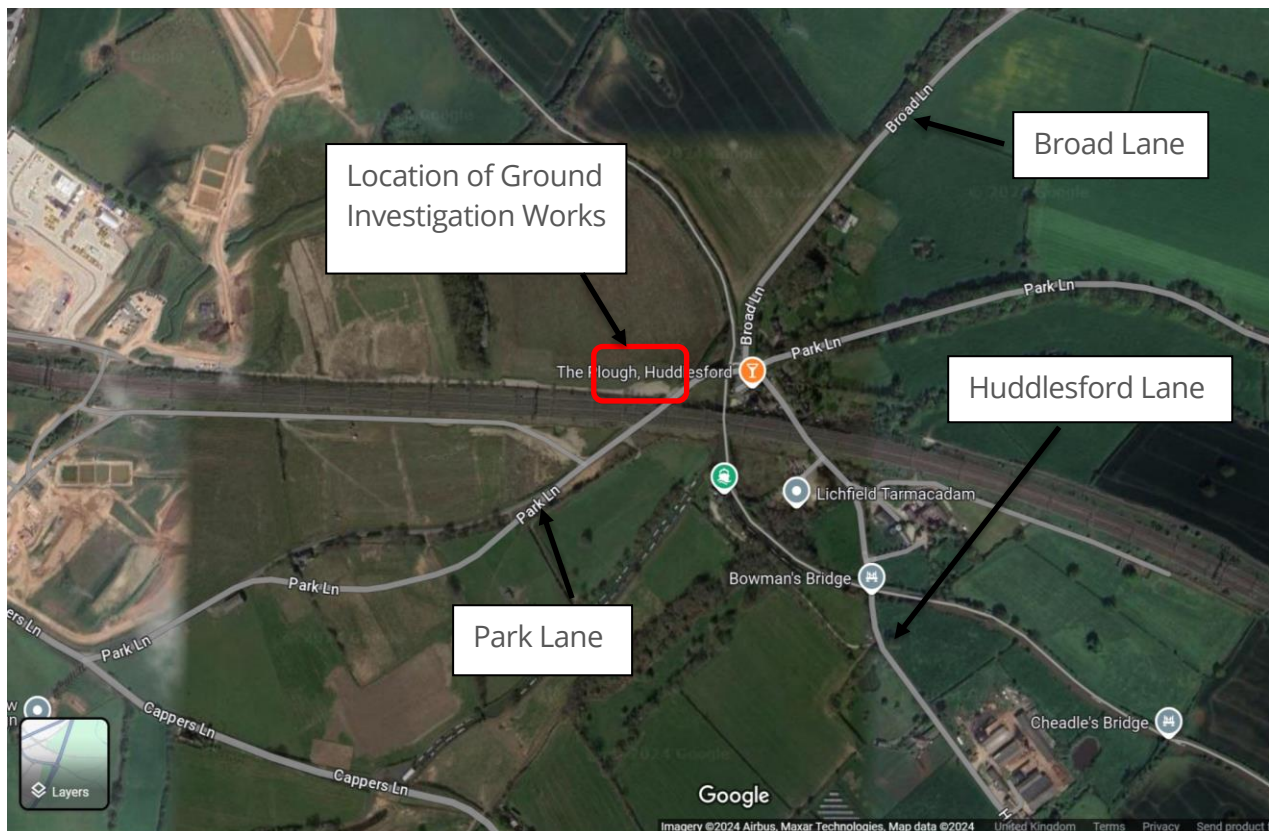 Broad Ln
Broad Lane
Location of Ground
Investigation Works
Park Ln
Broad Ln
Park Ln
The Plough, Huddlesford
Huddlesford Lane
Park Ln
Lichfield Tarmacadam
Bowman's Bridge
Park Ln
Park Lane
ers Ln
Park Ln
Cappers Ln
Cheadle's Bridge
Layers
Cappers Ln
Google
Imagery ©2024 Airbus, Maxar Technologies, Map data ©2024 United Kingdom Terms Privacy Send product